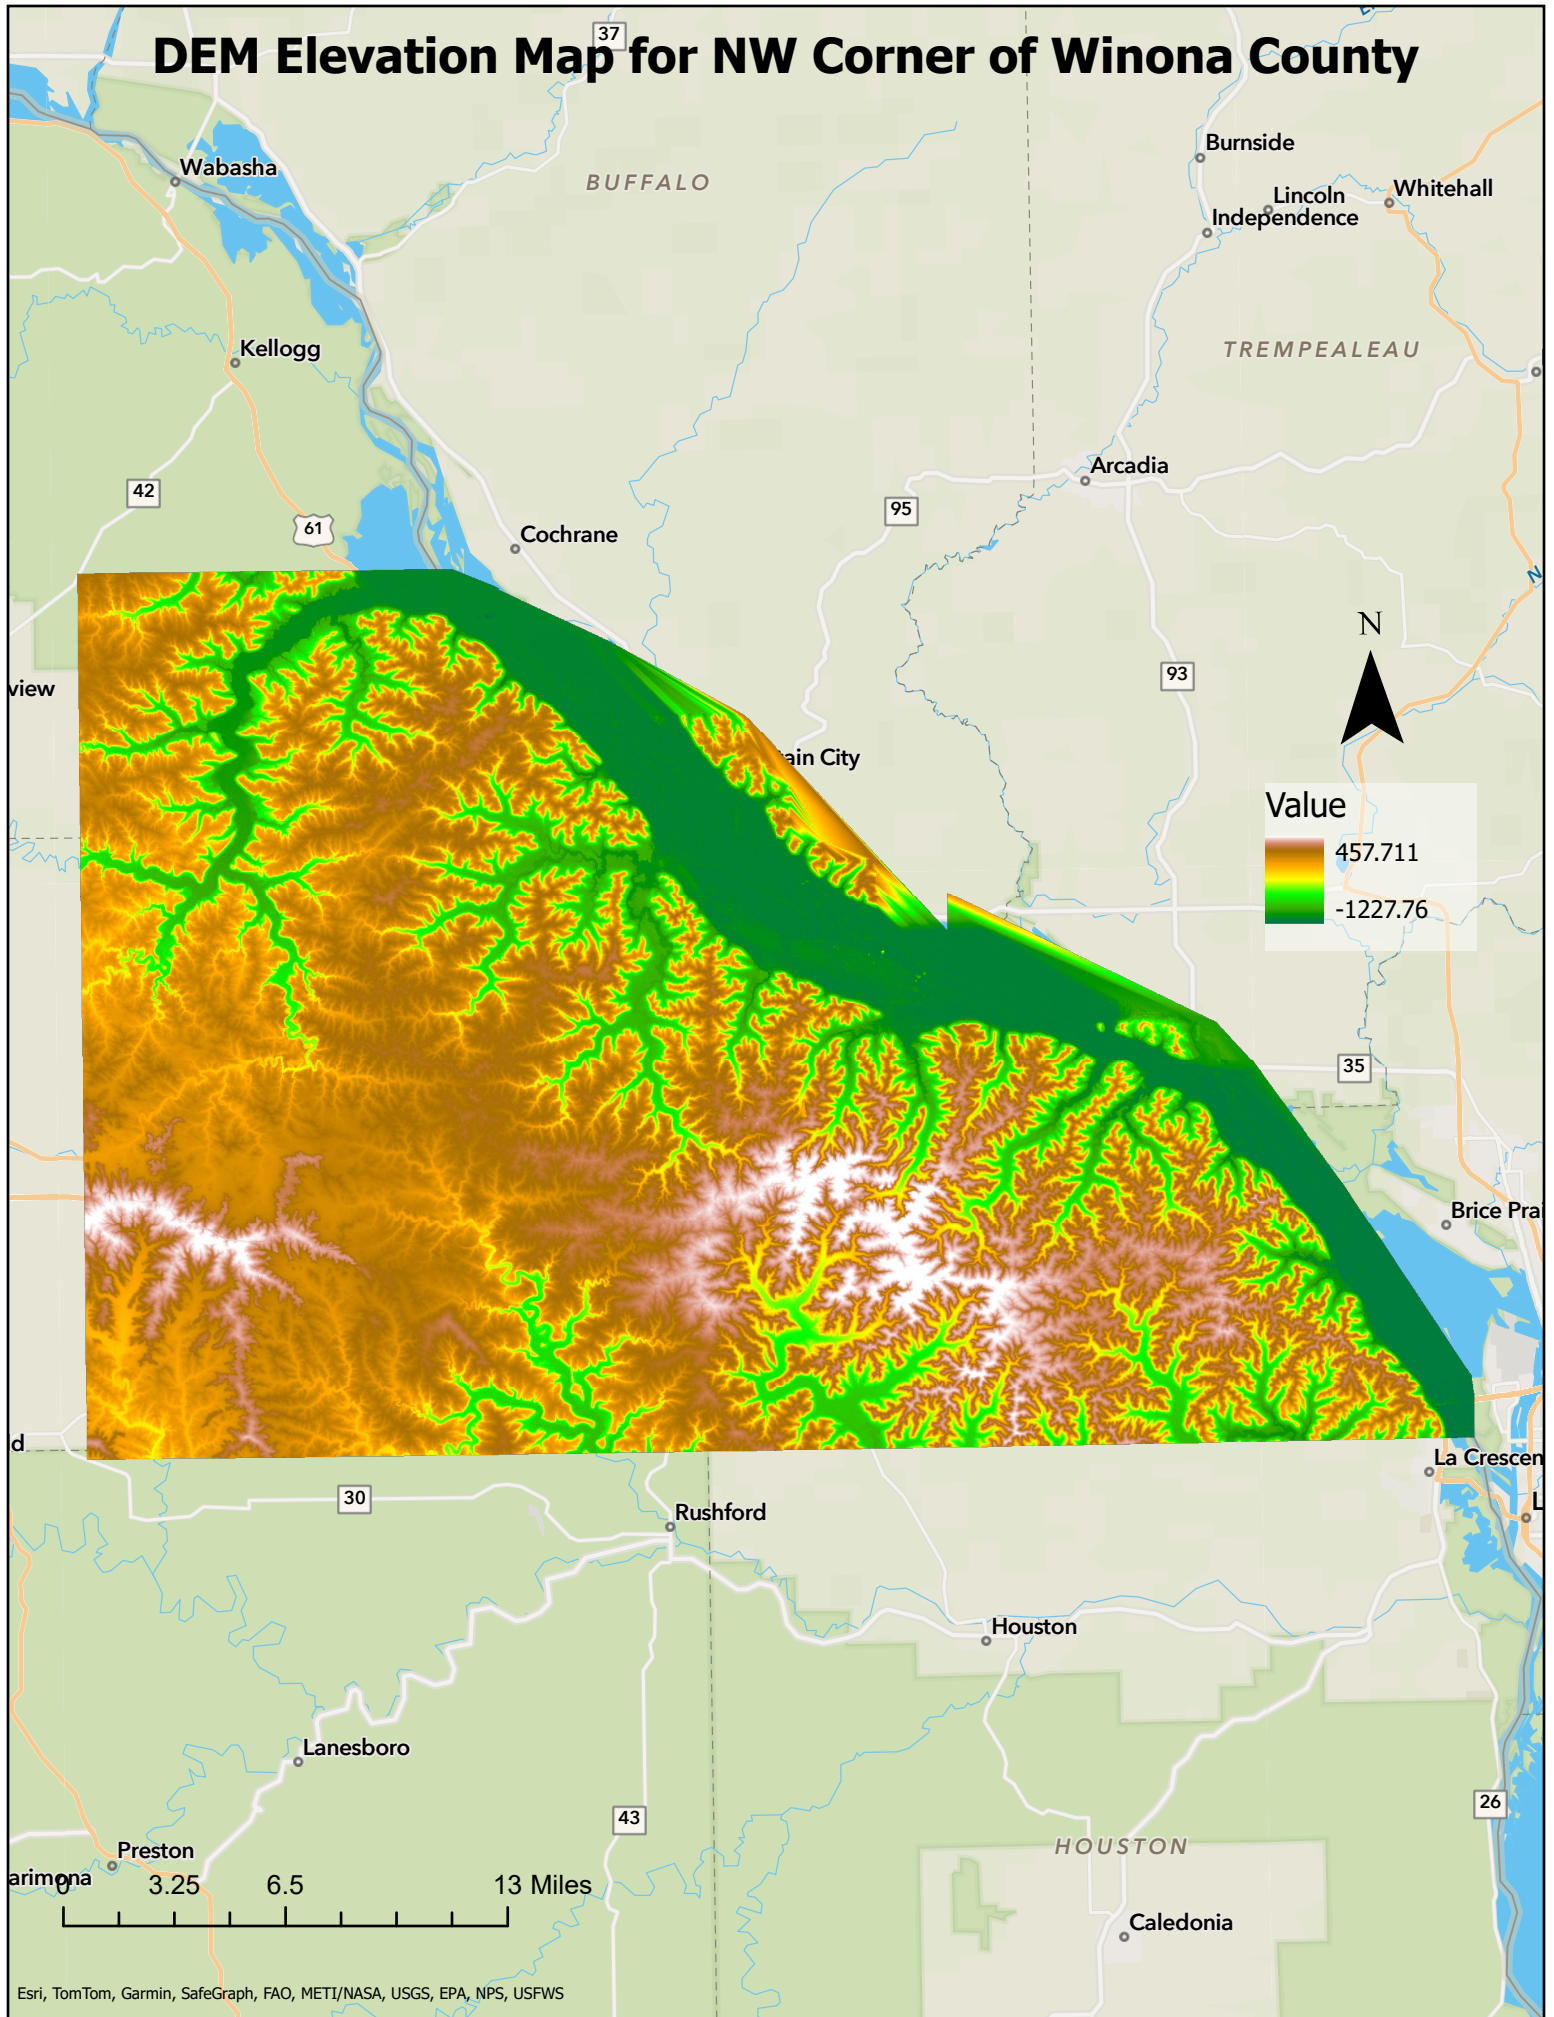 DEM Elevation Map for NW Corner of Winona County
37
Wabasha
BUFFALO
Burnside
Lincoln
Whitehall
Independence
Kellogg
TREMPEALEAU
Arcadia
42
95
61
Cochrane
N
N
93
view
ain City
Value
457.711
-1227.76
35
Brice Prai
ld
La Crescen
30
Rushford
L
Houston
Lanesboro
26
43
HOUSTON
Preston
arimona
0 3.25 6.5 13 Miles
Caledonia
Esri, TomTom, Garmin, SafeGraph, FAO, METI/NASA, USGS, EPA, NPS, USFWS